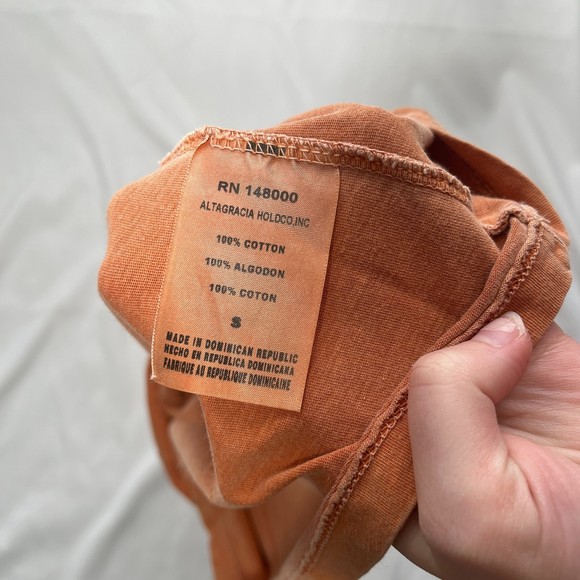 RN 148000
ALTAGRACIA HOLDCO,INC
100% COTTON
100% ALGODON
100% COTON
S
MADE IN DOMINICAN REPUBLIC
HECHO EN REPUBLICA DOMINICANA
FABRIQUE AU REPUBLIQUE DOMINICAINE